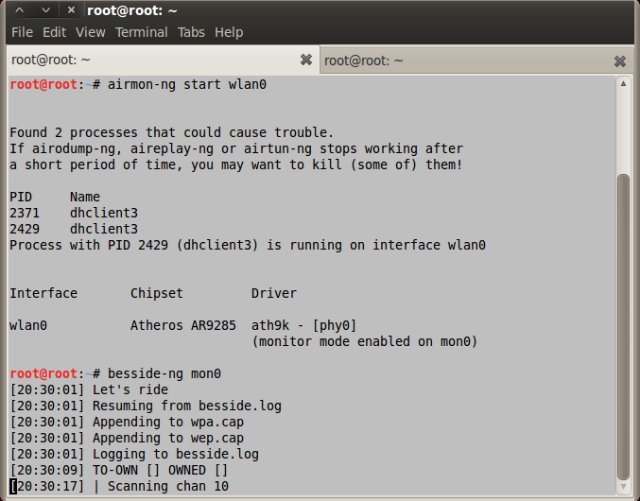 root@root: ~
File Edit View Terminal Tabs Help
root@root: ~ root@root: ~
root@root:~# airmon-ng start wlan0
Found 2 processes that could cause trouble.
If airodump-ng, aireplay-ng or airtun-ng stops working after
a short period of time, you may want to kill (some of) them!
PID Name
2371 dhclient3
2429 dhclient3
Process with PID 2429 (dhclient3) is running on interface wlan0
Interface Chipset Driver
wlan0 Atheros AR9285 ath9k - [phy0]
(monitor mode enabled on mon0)
root@root:~# besside-ng mon0
[20:30:01] Let's ride
[20:30:01] Resuming from besside.log
[20:30:01] Appending to wpa.cap
[20:30:01] Appending to wep.cap
[20:30:01] Logging to besside.log
[20:30:09] TO-OWN [] OWNED []
[20:30:17] | Scanning chan 10